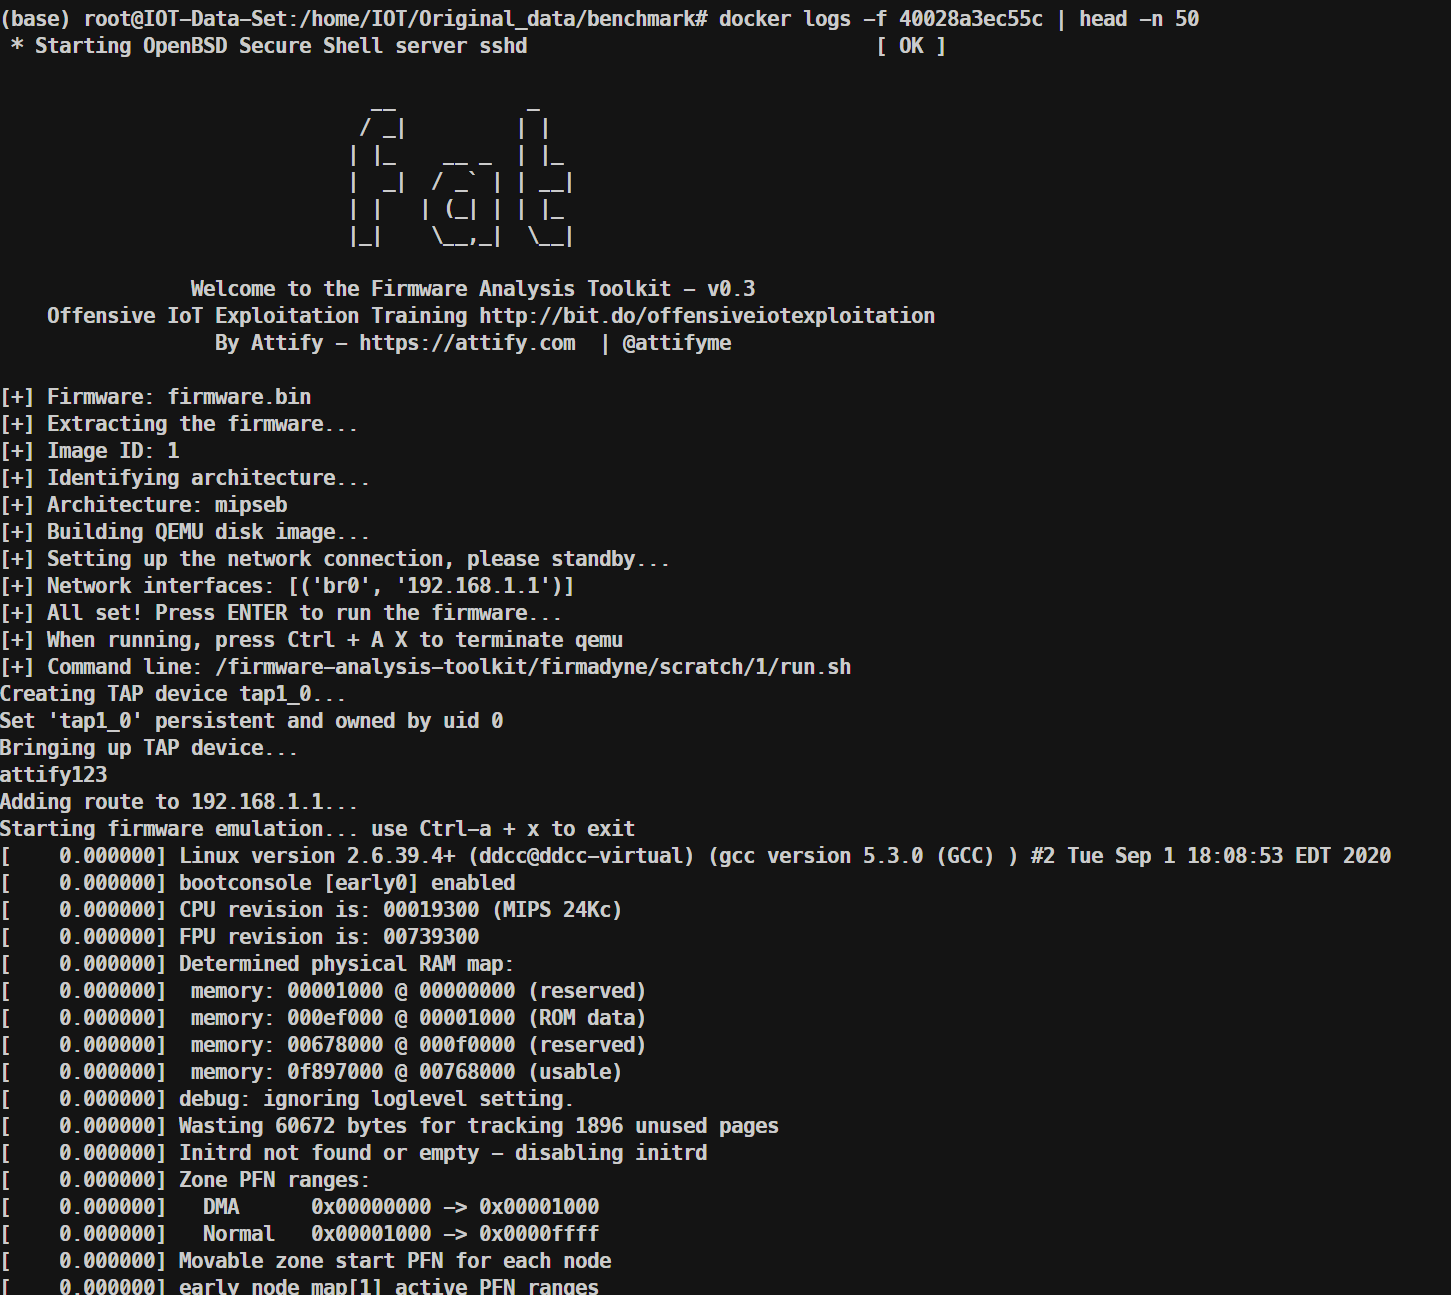 (base) root@IOT-Data-Set:/home/IOT/Original_data/benchmark# docker logs -f 40028a3ec55c | head -n 50
 * Starting OpenBSD Secure Shell server sshd                             [ OK ]
                               __           _
                              / _|         | |
                             | |_    __ _  | |_
                             |  _|  / _` | | __|
                             | |   | (_| | | |_
                             |_|    \__,_|  \__|
                Welcome to the Firmware Analysis Toolkit - v0.3
    Offensive IoT Exploitation Training http://bit.do/offensiveiotexploitation
                  By Attify - https://attify.com  | @attifyme
[+] Firmware: firmware.bin
[+] Extracting the firmware...
[+] Image ID: 1
[+] Identifying architecture...
[+] Architecture: mipseb
[+] Building QEMU disk image...
[+] Setting up the network connection, please standby...
[+] Network interfaces: [('br0', '192.168.1.1')]
[+] All set! Press ENTER to run the firmware...
[+] When running, press Ctrl + A X to terminate qemu
[+] Command line: /firmware-analysis-toolkit/firmadyne/scratch/1/run.sh
Creating TAP device tap1_0...
Set 'tap1_0' persistent and owned by uid 0
Bringing up TAP device...
attify123
Adding route to 192.168.1.1...
Starting firmware emulation... use Ctrl-a + x to exit
[    0.000000] Linux version 2.6.39.4+ (ddcc@ddcc-virtual) (gcc version 5.3.0 (GCC) ) #2 Tue Sep 1 18:08:53 EDT 2020
[    0.000000] bootconsole [early0] enabled
[    0.000000] CPU revision is: 00019300 (MIPS 24Kc)
[    0.000000] FPU revision is: 00739300
[    0.000000] Determined physical RAM map:
[    0.000000]  memory: 00001000 @ 00000000 (reserved)
[    0.000000]  memory: 000ef000 @ 00001000 (ROM data)
[    0.000000]  memory: 00678000 @ 000f0000 (reserved)
[    0.000000]  memory: 0f897000 @ 00768000 (usable)
[    0.000000] debug: ignoring loglevel setting.
[    0.000000] Wasting 60672 bytes for tracking 1896 unused pages
[    0.000000] Initrd not found or empty - disabling initrd
[    0.000000] Zone PFN ranges:
[    0.000000]   DMA      0x00000000 -> 0x00001000
[    0.000000]   Normal   0x00001000 -> 0x0000ffff
[    0.000000] Movable zone start PFN for each node
[    0.000000] early_node_map[1] active PFN ranges